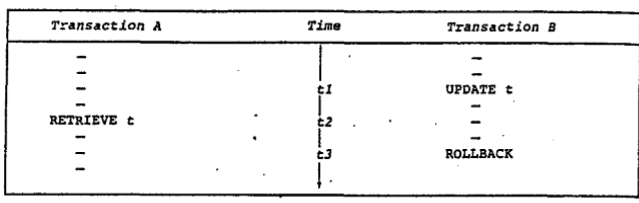 Transaction A Time Transaction B
– –
– –
– t1 UPDATE t
– –
RETRIEVE t t2 –
– –
– t3 ROLLBACK
–